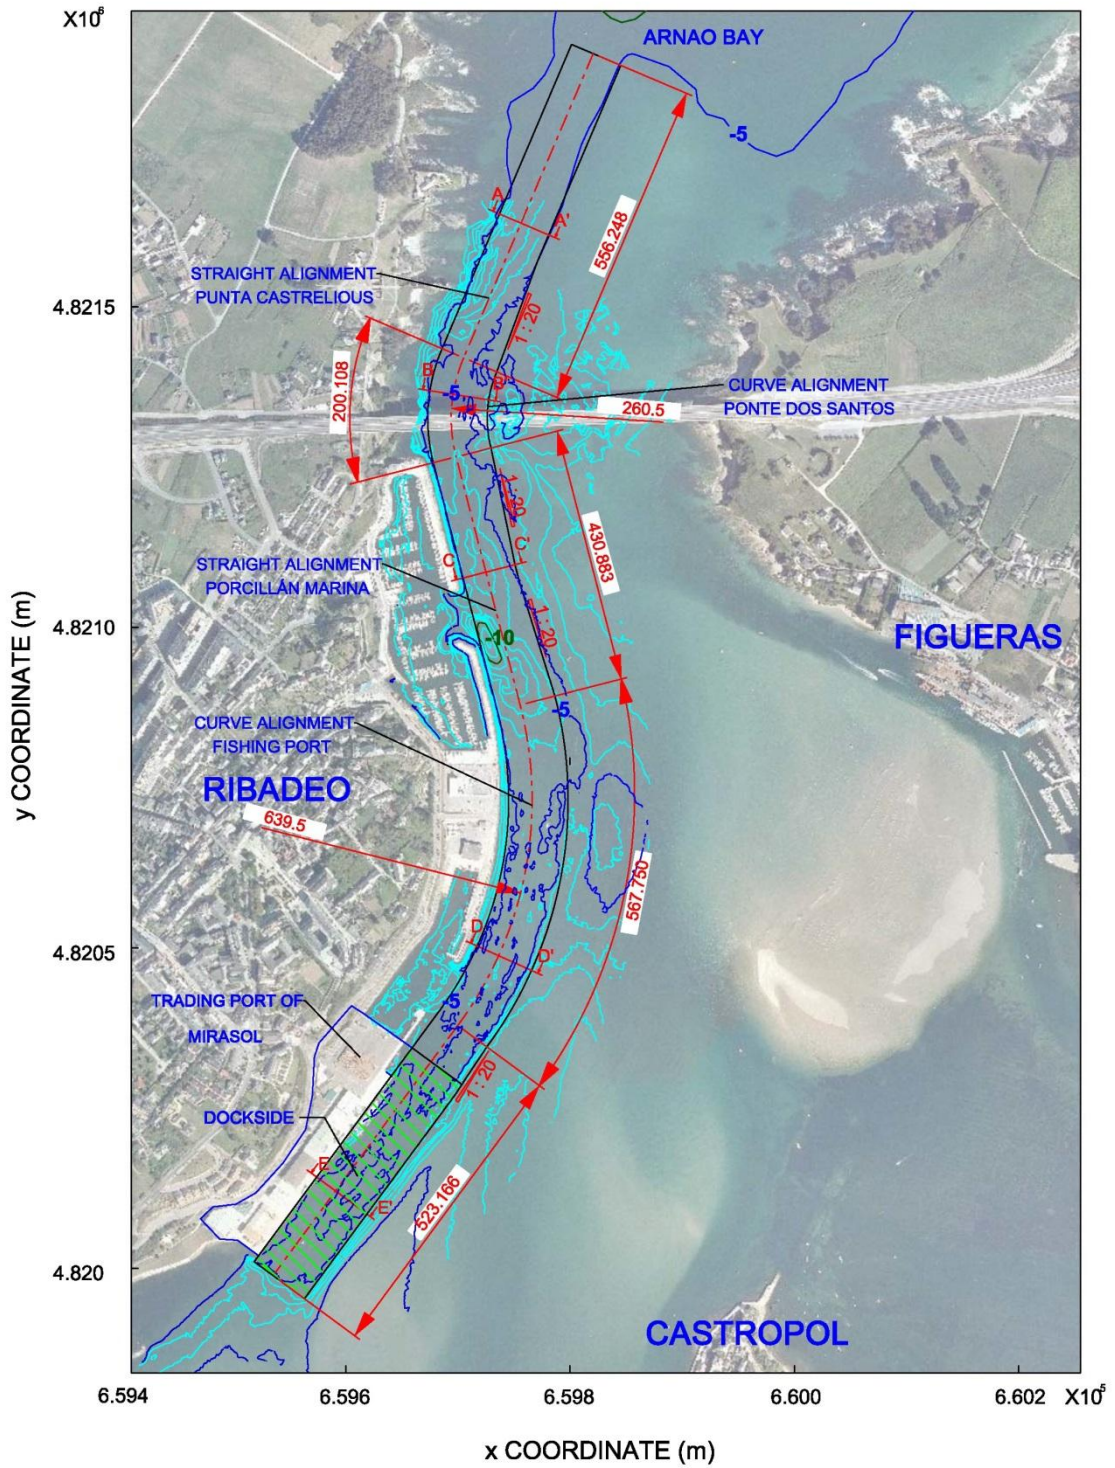 X10⁶
ARNAO BAY
-5
A
A'
556.248
STRAIGHT ALIGNMENT
PUNTA CASTRELIOUS
4.8215
1 : 20
200.108
B
B'
-5
CURVE ALIGNMENT
PONTE DOS SANTOS
260.5
1 : 20
430.883
C
C'
STRAIGHT ALIGNMENT
PORCILLÁN MARINA
1 : 20
4.8210
-10
FIGUERAS
-5
CURVE ALIGNMENT
FISHING PORT
RIBADEO
639.5
y COORDINATE (m)
567.750
D
D'
4.8205
-5
TRADING PORT OF
MIRASOL
1 : 20
DOCKSIDE
E
E'
523.166
4.820
CASTROPOL
6.594
6.596
6.598
6.600
6.602
X10⁵
x COORDINATE (m)